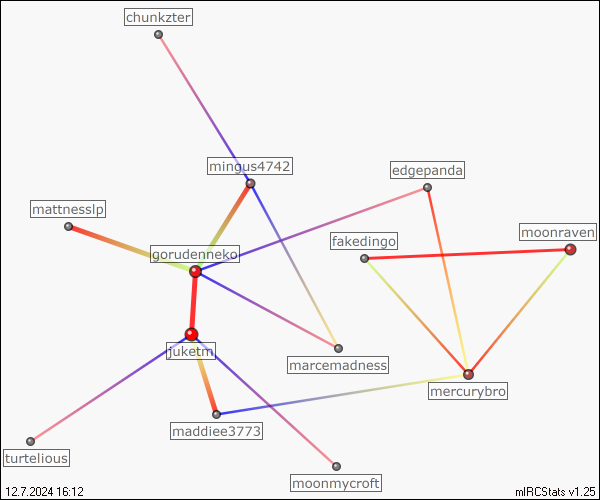 chunkzter
mingus4742
edgepanda
mattnesslp
moonraven
fakedingo
gorudenneko
juketm
marcemadness
mercurybro
maddiee3773
turtelious
moonmycroft
12.7.2024 16:12
mIRCStats v1.25